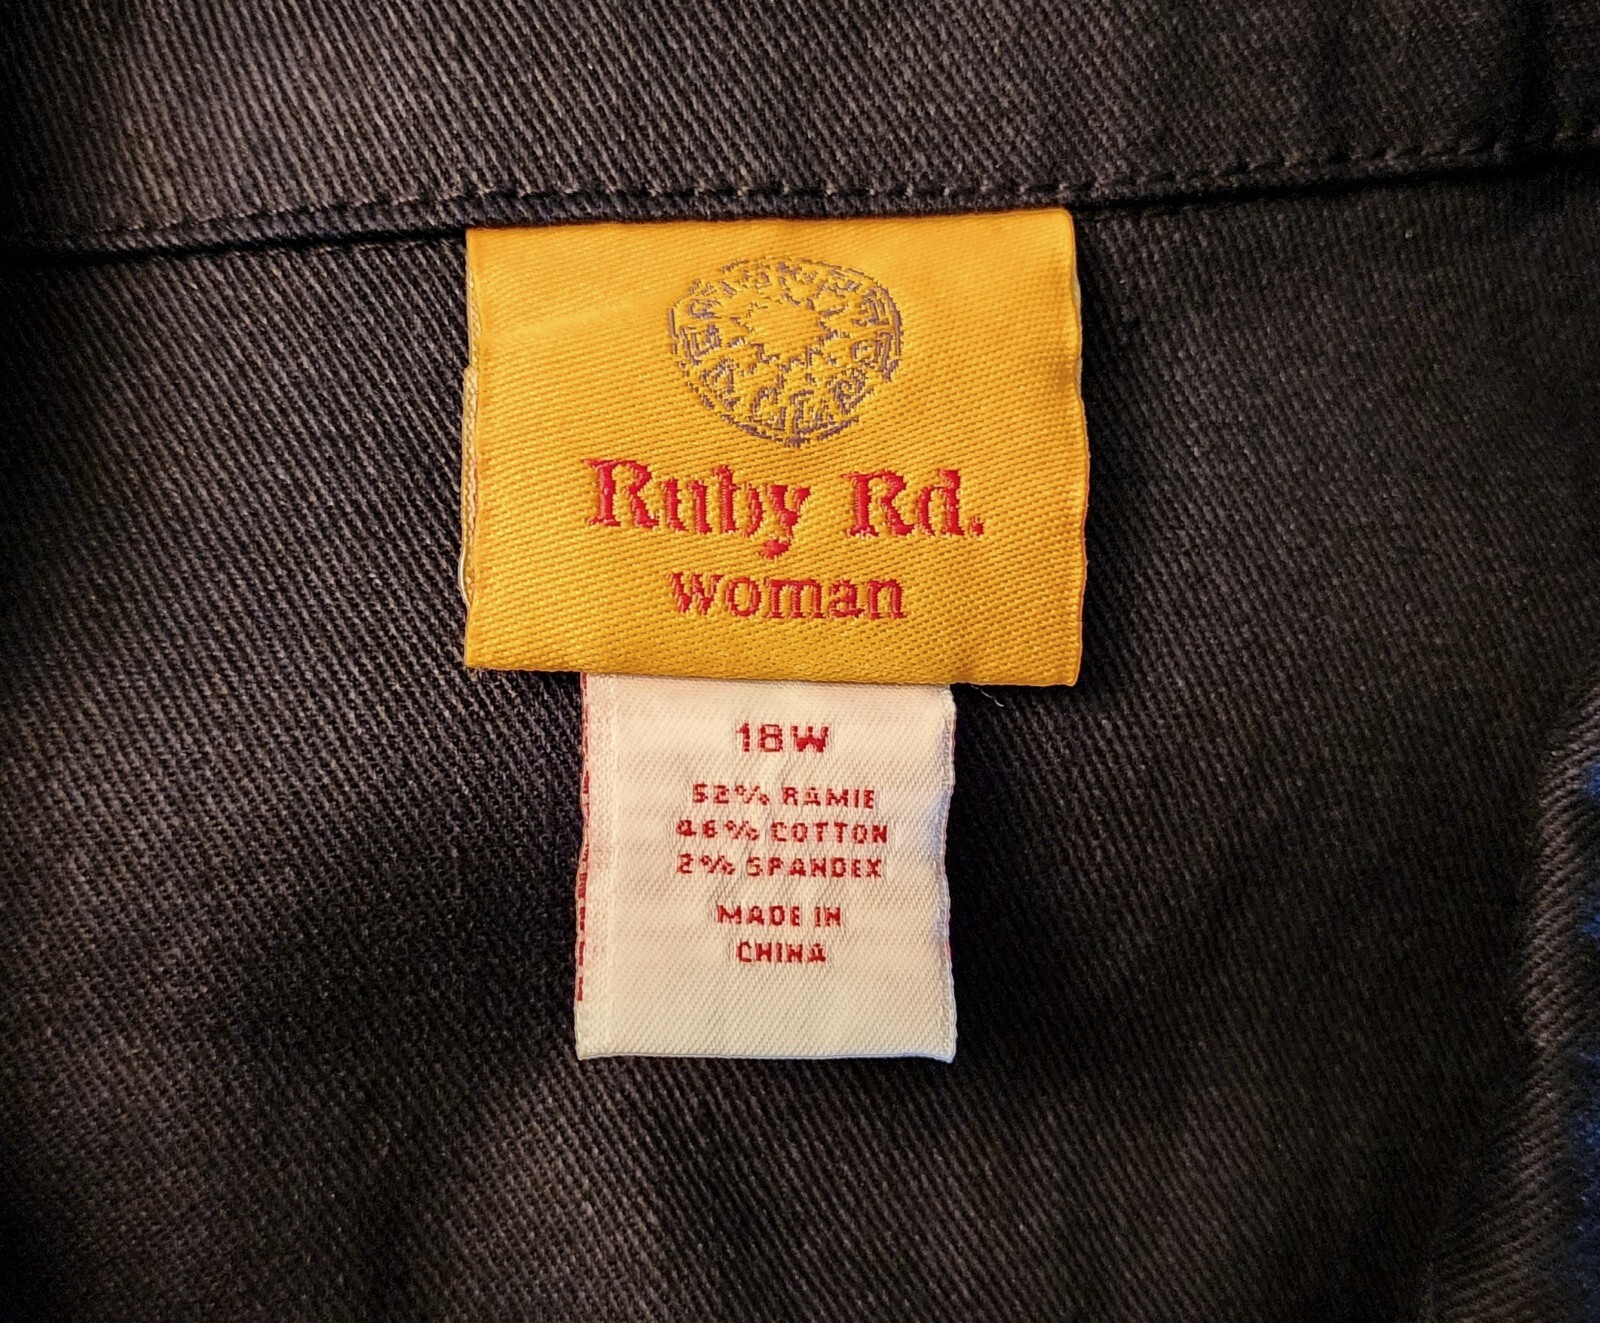 Ruby Rd.
woman
18W
52% RAMIE
46% COTTON
2% SPANDEX
MADE IN
CHINA